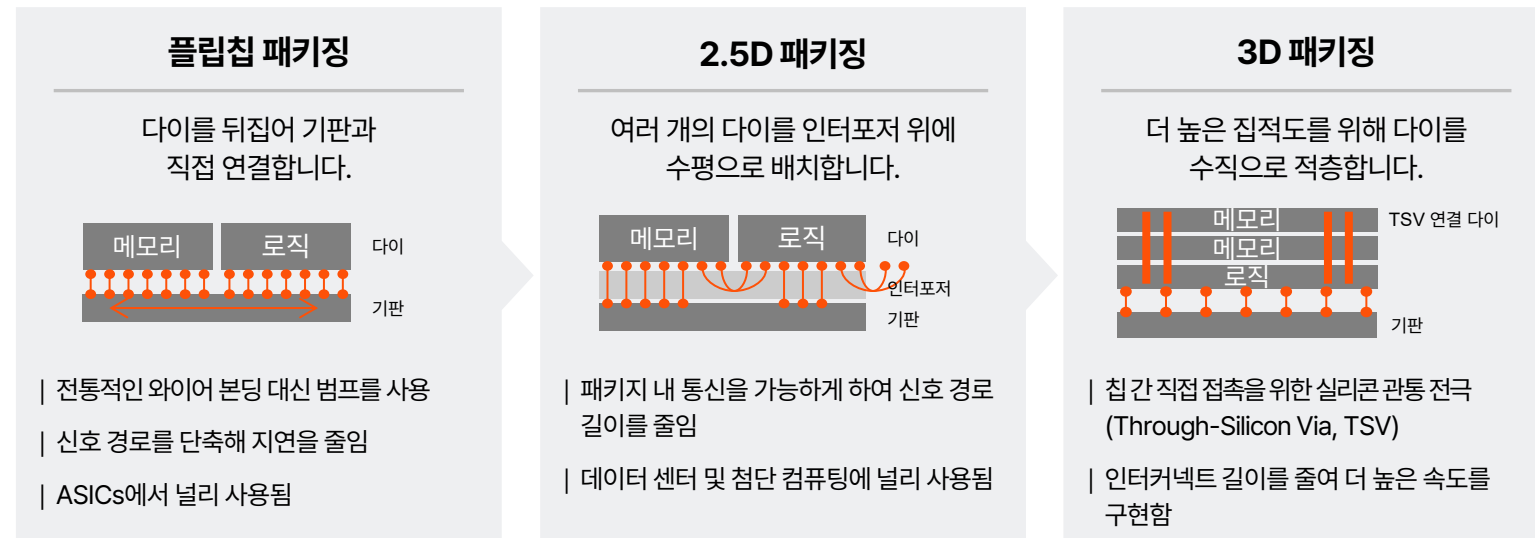 플립칩 패키징
다이를 뒤집어 기판과
직접 연결합니다.
메모리
로직
다이
기판
| 전통적인 와이어 본딩 대신 범프를 사용
| 신호 경로를 단축해 지연을 줄임
| ASICs에서 널리 사용됨
2.5D 패키징
여러 개의 다이를 인터포저 위에
수평으로 배치합니다.
메모리
로직
다이
인터포저
기판
| 패키지 내 통신을 가능하게 하여 신호 경로
길이를 줄임
| 데이터 센터 및 첨단 컴퓨팅에 널리 사용됨
3D 패키징
더 높은 집적도를 위해 다이를
수직으로 적층합니다.
메모리
TSV 연결 다이
메모리
로직
기판
| 칩 간 직접 접촉을 위한 실리콘 관통 전극
(Through-Silicon Via, TSV)
| 인터커넥트 길이를 줄여 더 높은 속도를
구현함